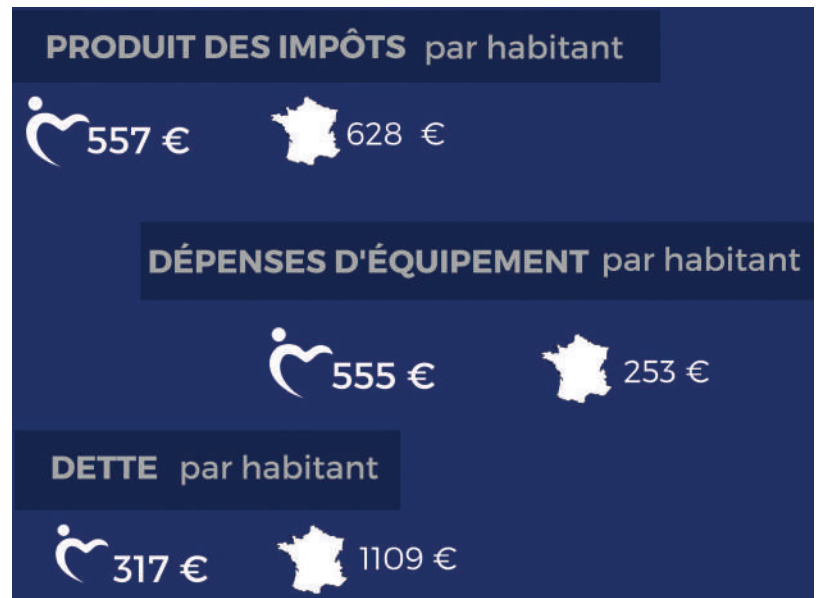 PRODUIT DES IMPÔTS par habitant
557 € 628 €
DÉPENSES D'ÉQUIPEMENT par habitant
555 € 253 €
DETTE par habitant
317 € 1109 €